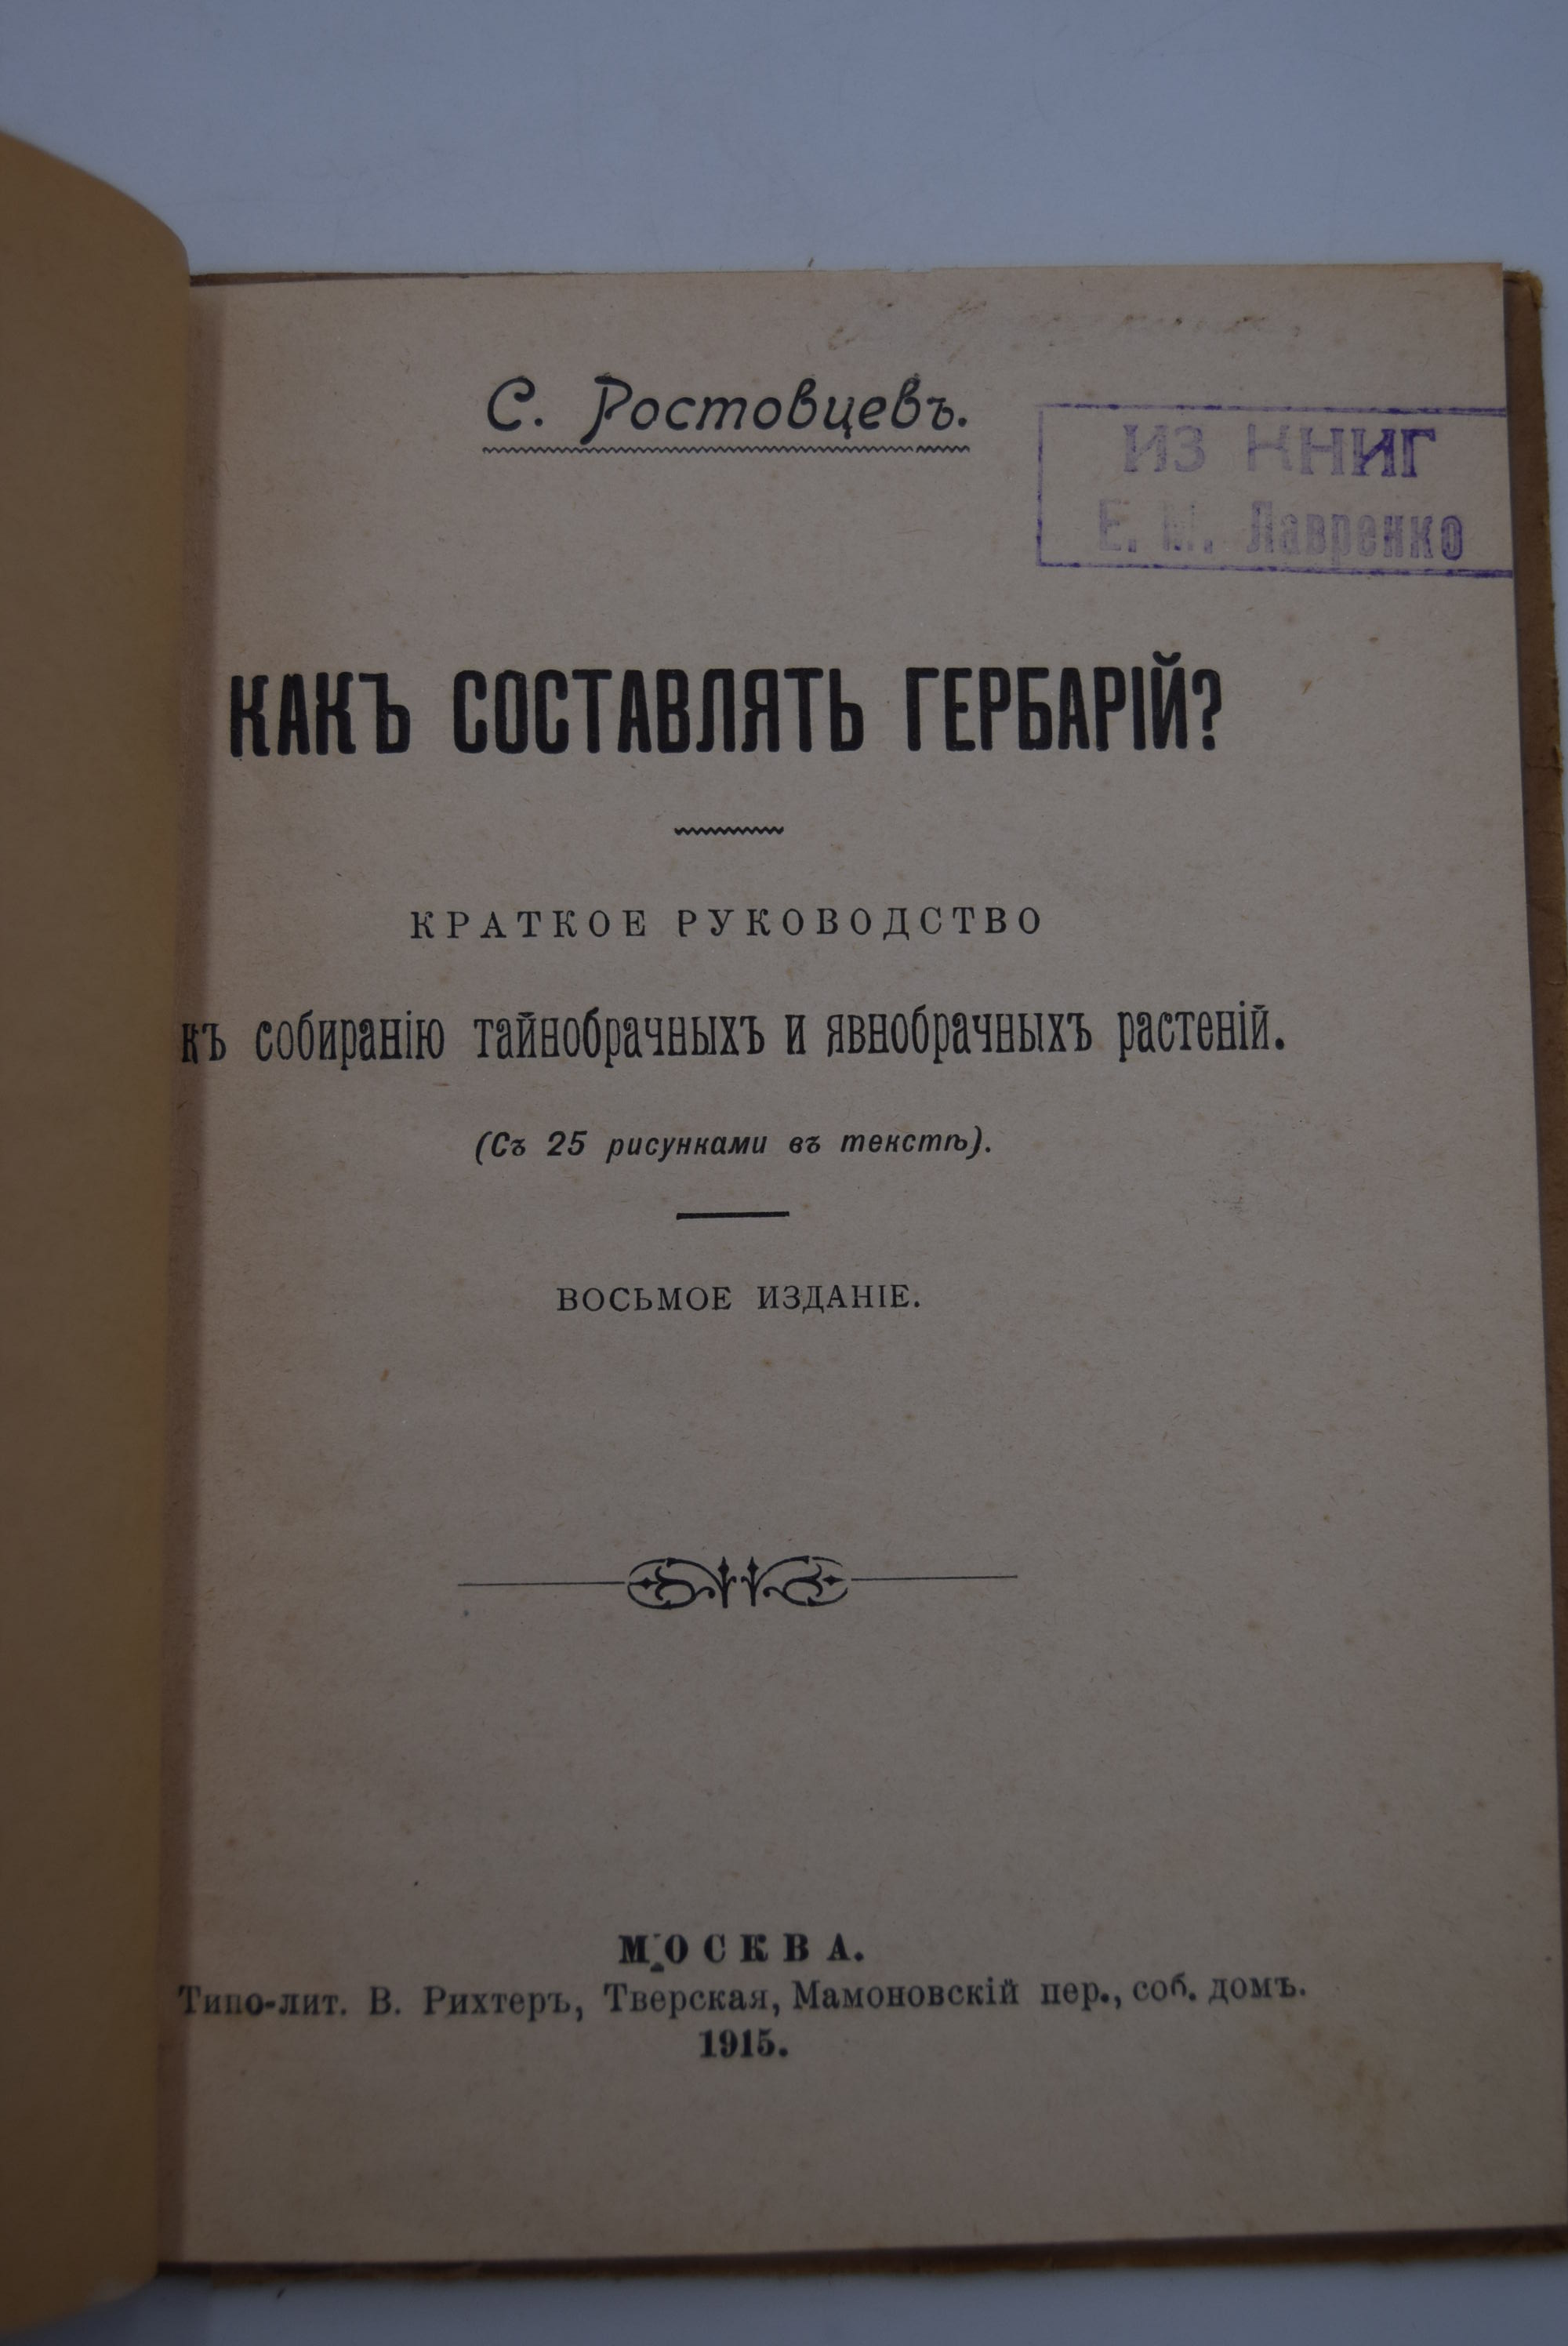 С. Ростовцевъ.
ИЗ КНИГ
Е. М. Лавренко
КАКЪ СОСТАВЛЯТЬ ГЕРБАРІЙ?
КРАТКОЕ РУКОВОДСТВО
къ собиранію тайнобрачныхъ и явнобрачныхъ растеній.
(Съ 25 рисунками въ текстѣ).
ВОСЬМОЕ ИЗДАНІЕ.
МОСКВА.
Типо-лит. В. Рихтеръ, Тверская, Мамоновскій пер., соб. домъ.
1915.